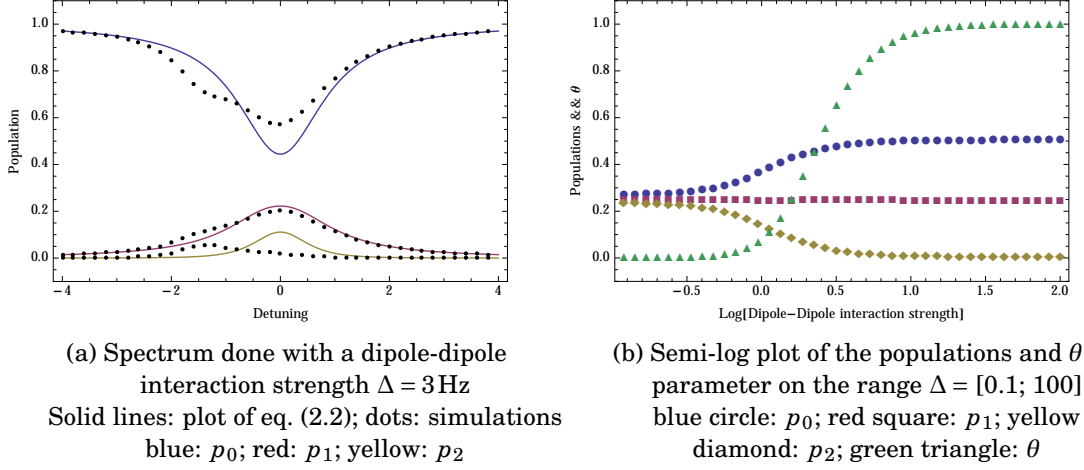 1.0
0.8
0.6
0.4
0.2
0.0
Population
−4
−2
0
2
4
Detuning
1.0
0.8
0.6
0.4
0.2
0.0
Populations && θ
−0.5
0.0
0.5
1.0
1.5
2.0
Log[Dipole−Dipole interaction strength]
(a) Spectrum done with a dipole-dipole
interaction strength Δ = 3 Hz
Solid lines: plot of eq. (2.2); dots: simulations
blue: p0; red: p1; yellow: p2
(b) Semi-log plot of the populations and θ
parameter on the range Δ = [0.1; 100]
blue circle: p0; red square: p1; yellow
diamond: p2; green triangle: θ